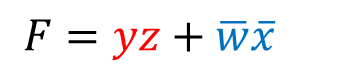 F = yz + w̅x̅